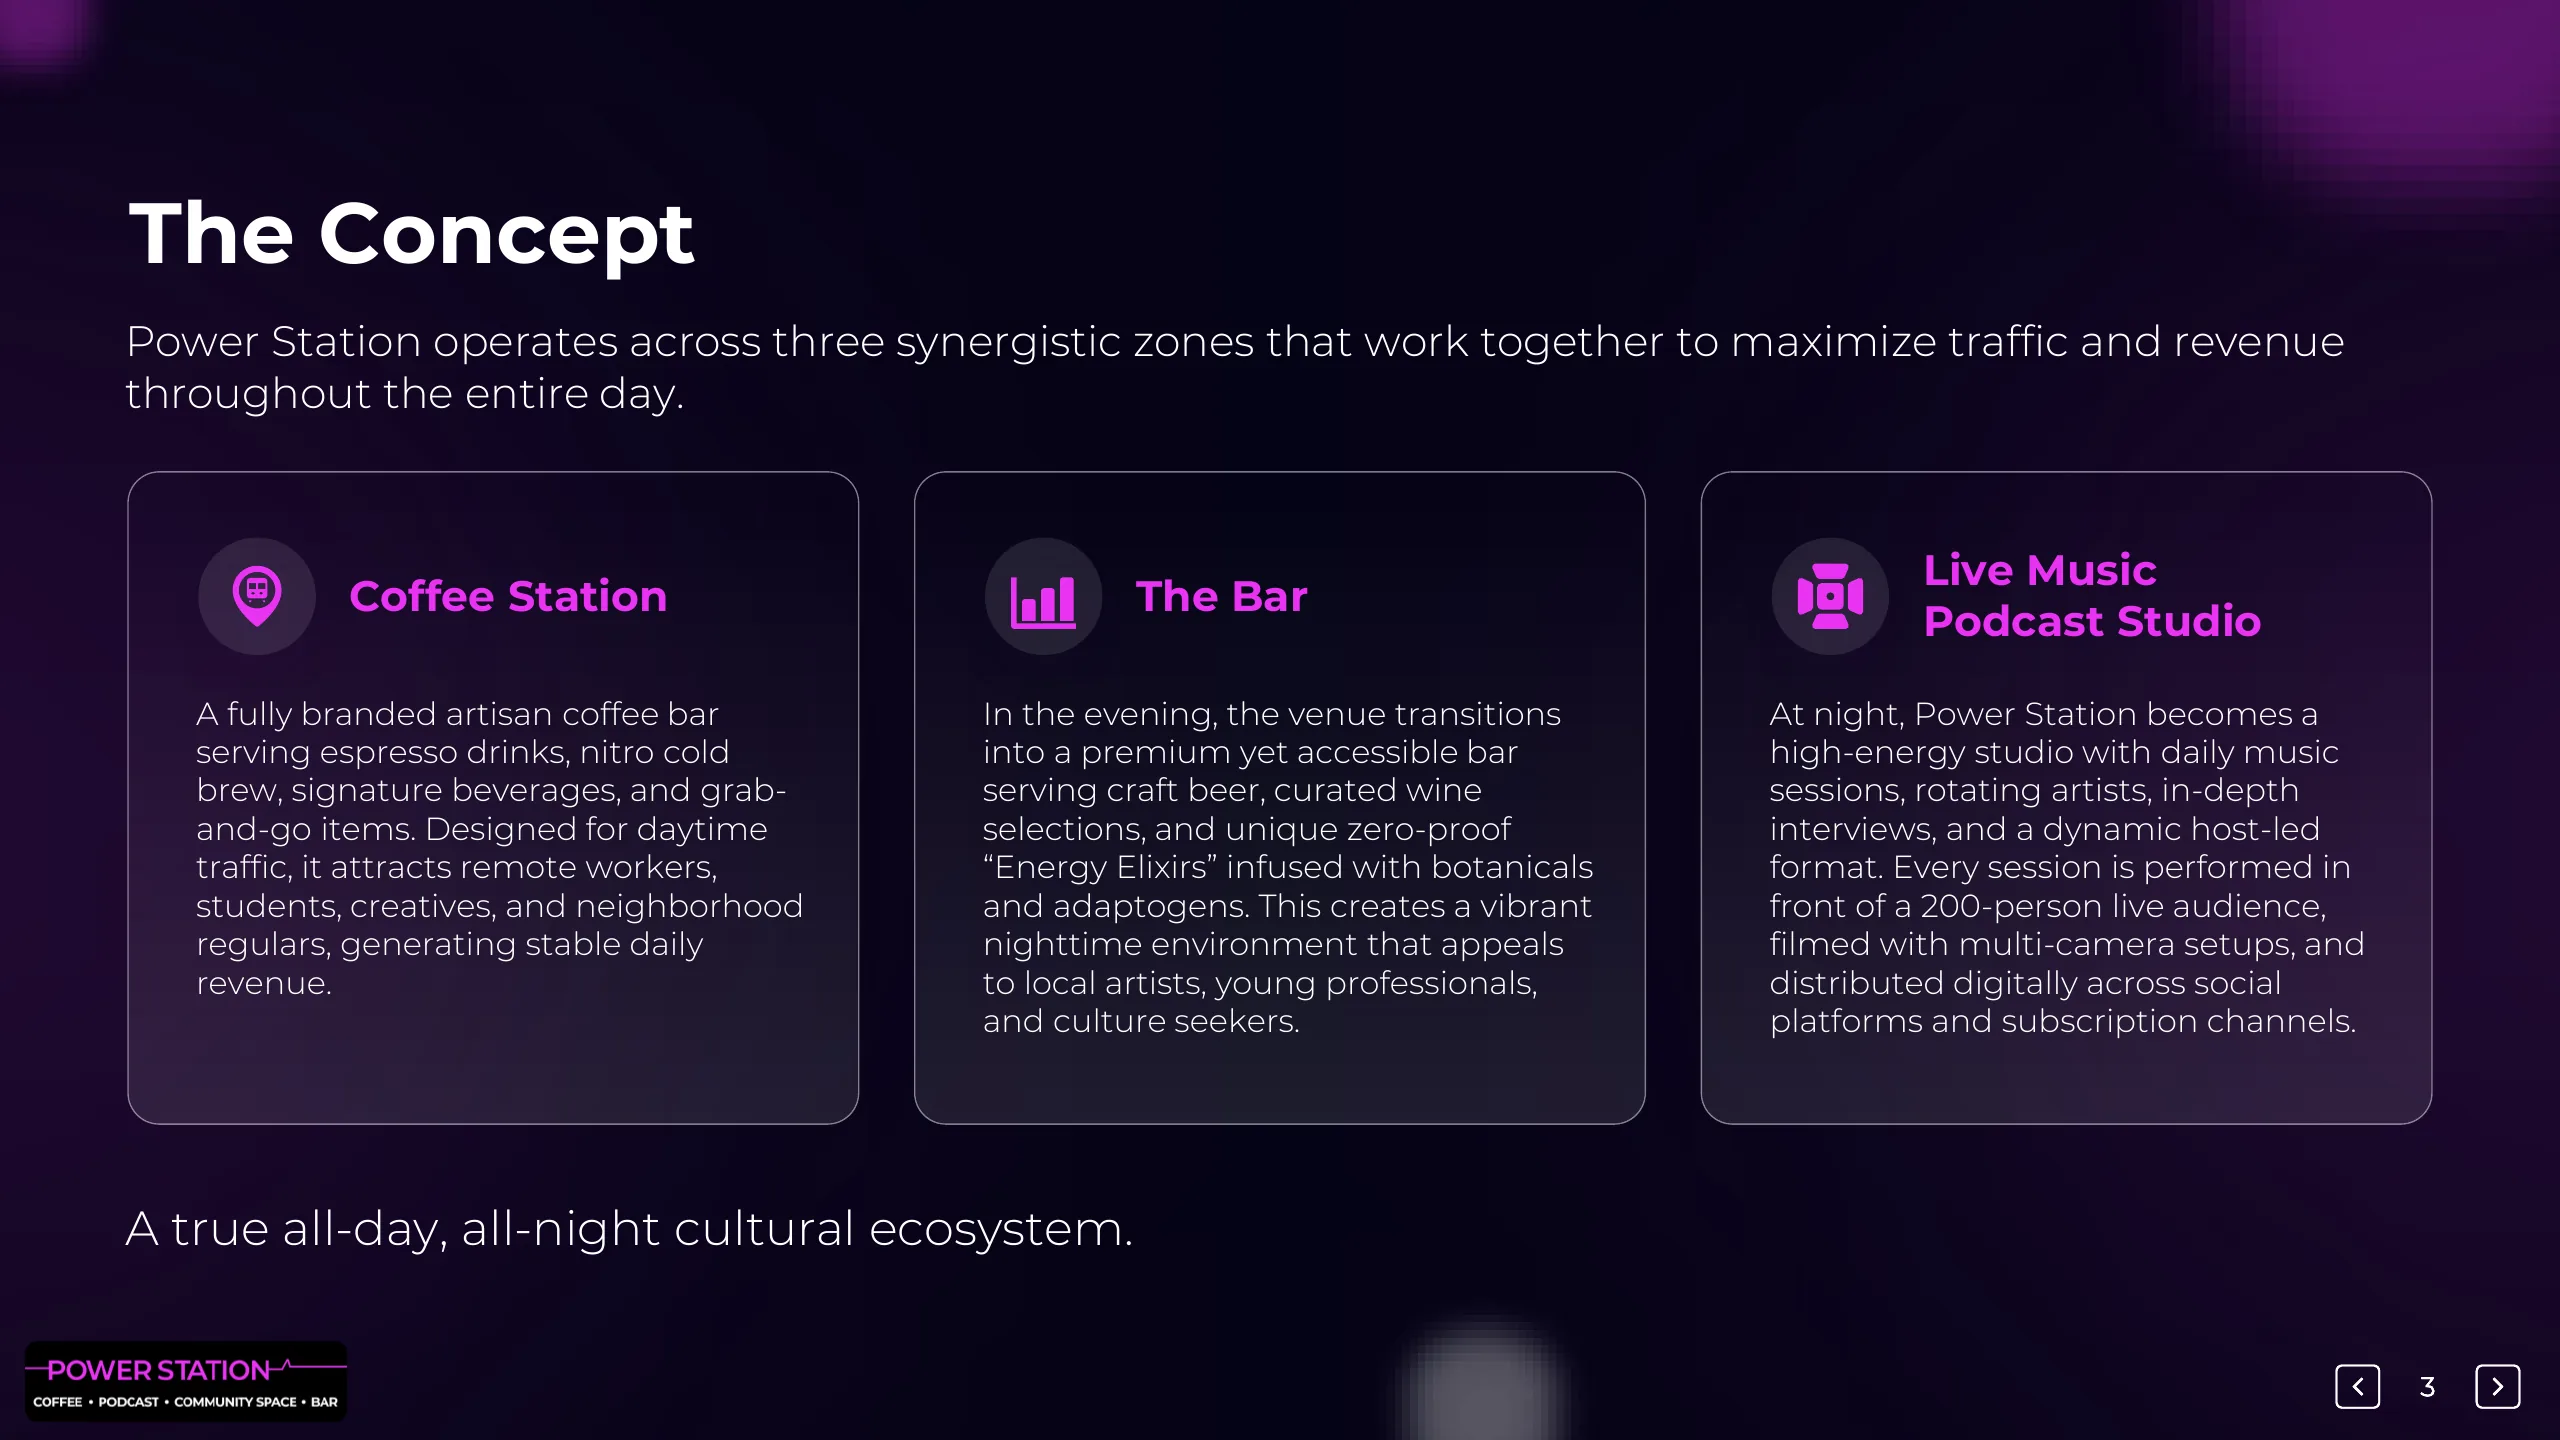 The Concept
Power Station operates across three synergistic zones that work together to maximize traffic and revenue
throughout the entire day.
Coffee Station
A fully branded artisan coffee bar
serving espresso drinks, nitro cold
brew, signature beverages, and grab-
and-go items. Designed for daytime
traffic, it attracts remote workers,
students, creatives, and neighborhood
regulars, generating stable daily
revenue.
The Bar
In the evening, the venue transitions
into a premium yet accessible bar
serving craft beer, curated wine
selections, and unique zero-proof
“Energy Elixirs” infused with botanicals
and adaptogens. This creates a vibrant
nighttime environment that appeals
to local artists, young professionals,
and culture seekers.
Live Music
Podcast Studio
At night, Power Station becomes a
high-energy studio with daily music
sessions, rotating artists, in-depth
interviews, and a dynamic host-led
format. Every session is performed in
front of a 200-person live audience,
filmed with multi-camera setups, and
distributed digitally across social
platforms and subscription channels.
A true all-day, all-night cultural ecosystem.
POWER STATION
COFFEE • PODCAST • COMMUNITY SPACE • BAR
3